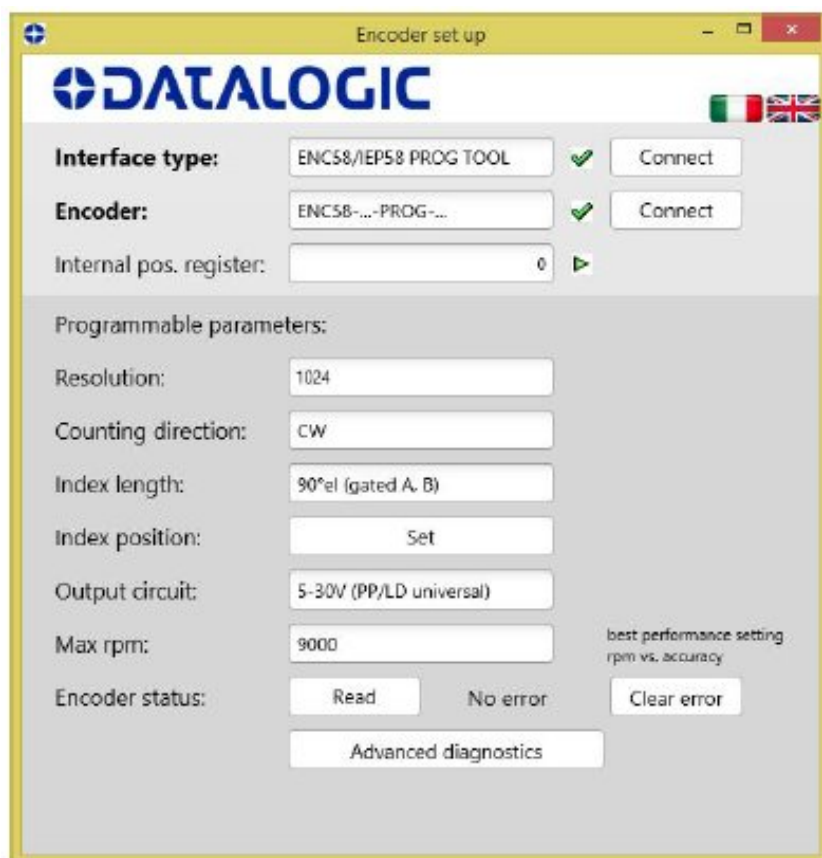 Encoder set up
DATALOGIC
Interface type: ENC58/IEP58 PROG TOOL Connect
Encoder: ENC58-...-PROG-... Connect
Internal pos. register: 0
Programmable parameters:
Resolution: 1024
Counting direction: CW
Index length: 90°el (gated A, B)
Index position: Set
Output circuit: 5-30V (PP/LD universal)
Max rpm: 9000 best performance setting
rpm vs. accuracy
Encoder status: Read No error Clear error
Advanced diagnostics